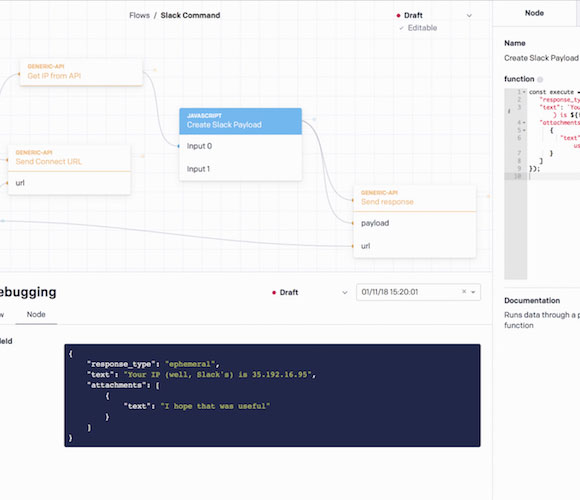 Flows / Slack Command
Draft
Editable
GENERIC-API
Get IP from API
JAVASCRIPT
Create Slack Payload
Input 0
Input 1
GENERIC-API
Send Connect URL
url
GENERIC-API
Send response
payload
url
Node
Name
Create Slack Payload
function
1 const execute =
2 "response_ty
3 "text": `You
) is ${
4 "attachments
5 {
6 "text"
wa
7 }
8 ]
9 });
10
Documentation
Runs data through a p
function
ebugging
Draft
01/11/18 15:20:01
w
Node
ield
{
"response_type": "ephemeral",
"text": "Your IP (well, Slack's) is 35.192.16.95",
"attachments": [
{
"text": "I hope that was useful"
}
]
}